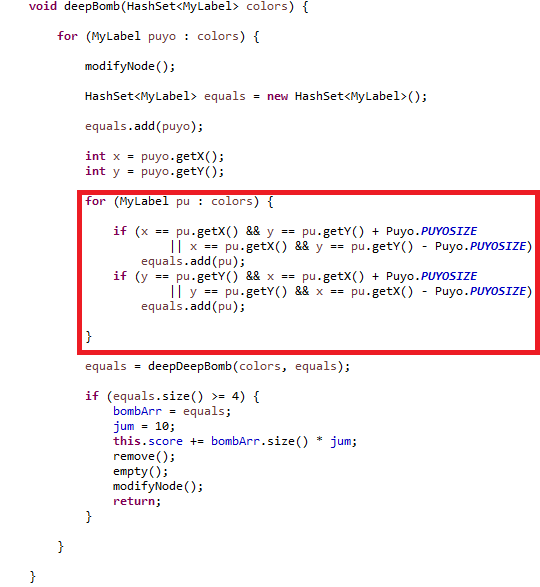 void deepBomb(HashSet<MyLabel> colors) {
for (MyLabel puyo : colors) {
modifyNode();
HashSet<MyLabel> equals = new HashSet<MyLabel>();
equals.add(puyo);
int x = puyo.getX();
int y = puyo.getY();
for (MyLabel pu : colors) {
if (x == pu.getX() && y == pu.getY() + Puyo.PUYOSIZE
|| x == pu.getX() && y == pu.getY() - Puyo.PUYOSIZE)
equals.add(pu);
if (y == pu.getY() && x == pu.getX() + Puyo.PUYOSIZE
|| y == pu.getY() && x == pu.getX() - Puyo.PUYOSIZE)
equals.add(pu);
}
equals = deepDeepBomb(colors, equals);
if (equals.size() >= 4) {
bombArr = equals;
jum = 10;
this.score += bombArr.size() * jum;
remove();
empty();
modifyNode();
return;
}
}
}